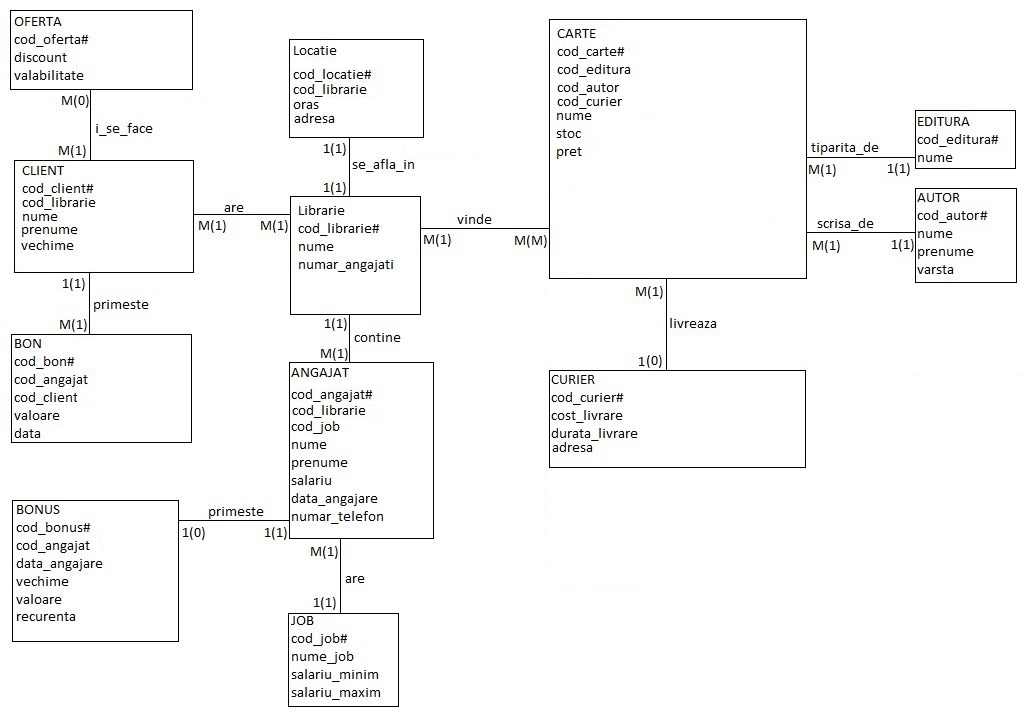 OFERTA
cod_oferta#
discount
valabilitate
M(0)
i_se_face
M(1)
CLIENT
cod_client#
cod_librarie
nume
prenume
vechime
1(1)
primeste
M(1)
BON
cod_bon#
cod_angajat
cod_client
valoare
data
are
M(1)
M(1)
Locatie
cod_locatie#
cod_librarie
oras
adresa
1(1)
se_afla_in
1(1)
Librarie
cod_librarie#
nume
numar_angajati
1(1)
contine
M(1)
ANGAJAT
cod_angajat#
cod_librarie
cod_job
nume
prenume
salariu
data_angajare
numar_telefon
primeste
1(0)
1(1)
BONUS
cod_bonus#
cod_angajat
data_angajare
vechime
valoare
recurenta
M(1)
are
1(1)
JOB
cod_job#
nume_job
salariu_minim
salariu_maxim
vinde
M(1)
M(M)
CARTE
cod_carte#
cod_editura
cod_autor
cod_curier
nume
stoc
pret
tiparita_de
M(1)
1(1)
EDITURA
cod_editura#
nume
scrisa_de
M(1)
1(1)
AUTOR
cod_autor#
nume
prenume
varsta
M(1)
livreaza
1(0)
CURIER
cod_curier#
cost_livrare
durata_livrare
adresa